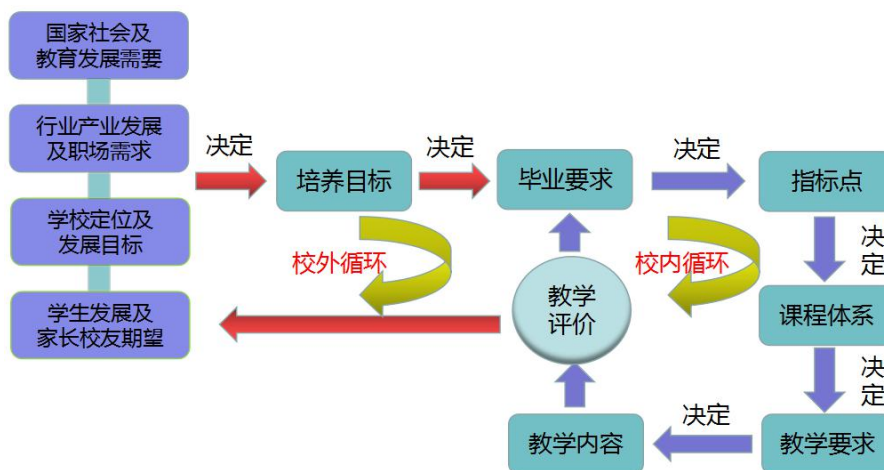 国家社会及
教育发展需要
行业产业发展
及职场需求
学校定位及
发展目标
学生发展及
家长校友期望
决定
培养目标
决定
毕业要求
决定
指标点
校外循环
校内循环
决
定
教学
评价
课程体系
决
定
教学内容
决定
教学要求